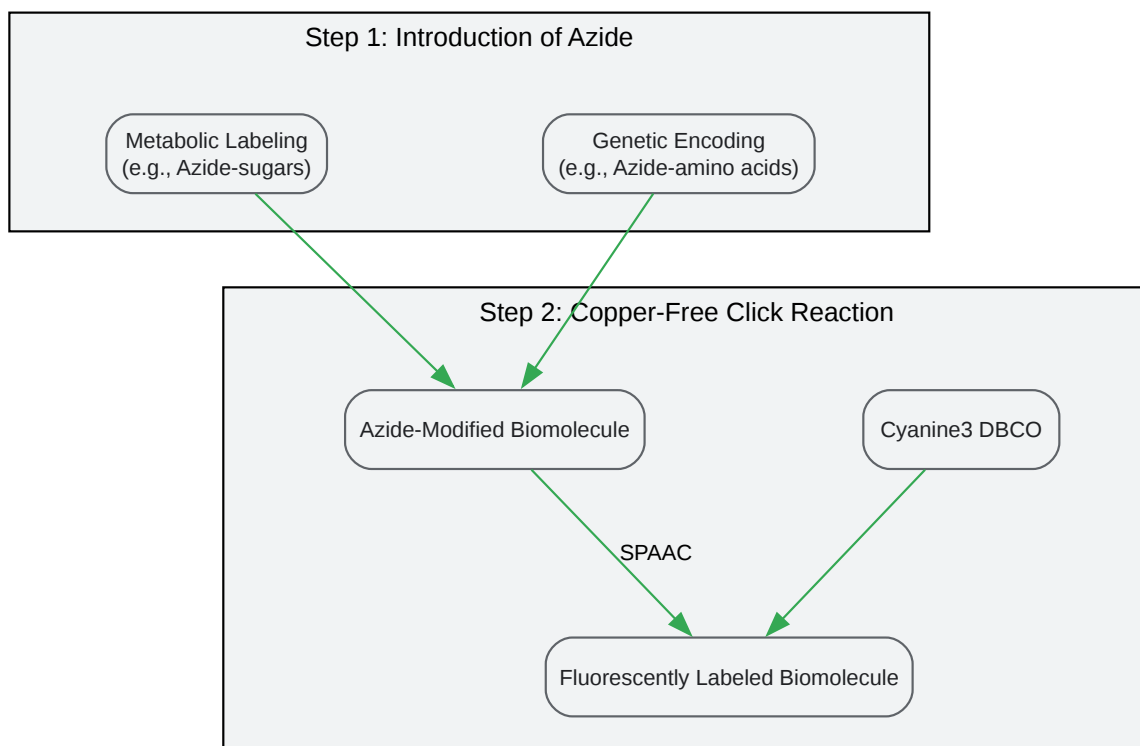 Step 1: Introduction of Azide
Metabolic Labeling
(e.g., Azide-sugars)
Genetic Encoding
(e.g., Azide-amino acids)
Step 2: Copper-Free Click Reaction
Azide-Modified Biomolecule
Cyanine3 DBCO
SPAAC
Fluorescently Labeled Biomolecule